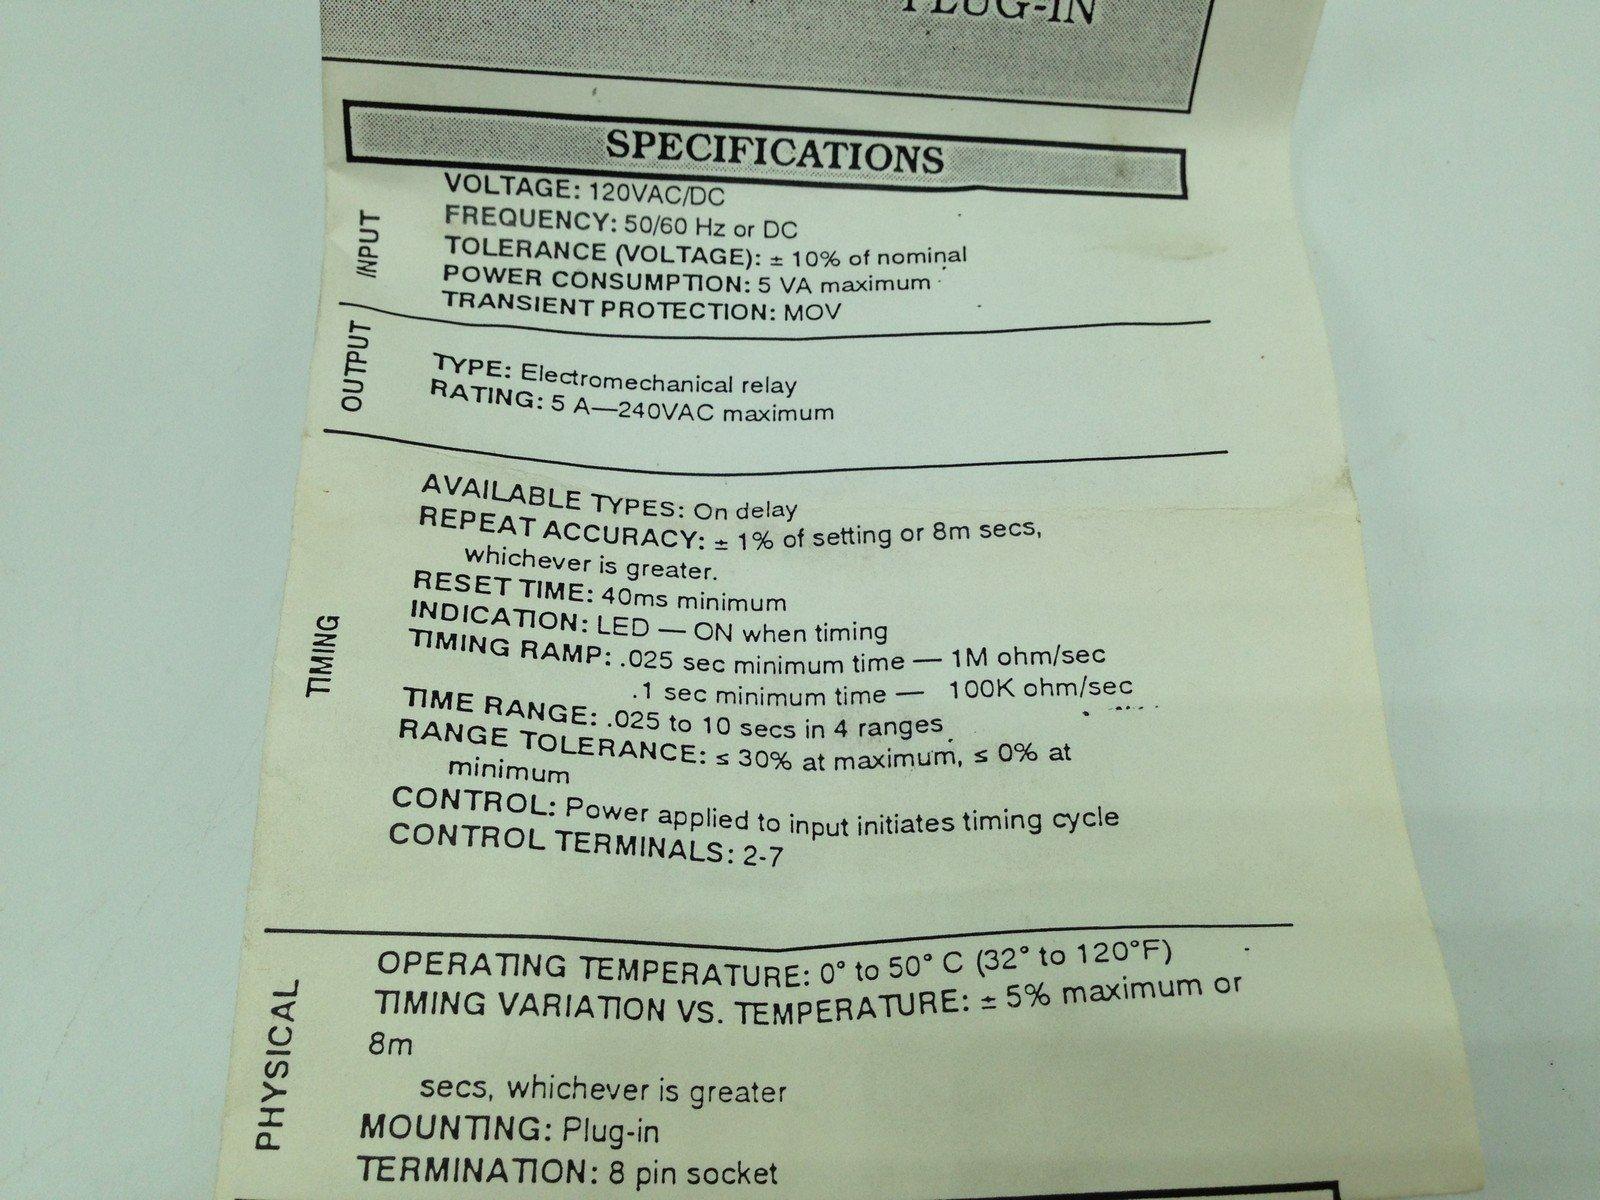 PLUG-IN
SPECIFICATIONS
INPUT
VOLTAGE: 120VAC/DC
FREQUENCY: 50/60 Hz or DC
TOLERANCE (VOLTAGE): ± 10% of nominal
POWER CONSUMPTION: 5 VA maximum
TRANSIENT PROTECTION: MOV
OUTPUT
TYPE: Electromechanical relay
RATING: 5 A—240VAC maximum
TIMING
AVAILABLE TYPES: On delay
REPEAT ACCURACY: ± 1% of setting or 8m secs,
whichever is greater.
RESET TIME: 40ms minimum
INDICATION: LED — ON when timing
TIMING RAMP: .025 sec minimum time — 1M ohm/sec
.1 sec minimum time — 100K ohm/sec
TIME RANGE: .025 to 10 secs in 4 ranges
RANGE TOLERANCE: ≤ 30% at maximum, ≤ 0% at
minimum
CONTROL: Power applied to input initiates timing cycle
CONTROL TERMINALS: 2-7
PHYSICAL
OPERATING TEMPERATURE: 0° to 50° C (32° to 120°F)
TIMING VARIATION VS. TEMPERATURE: ± 5% maximum or
8m
secs, whichever is greater
MOUNTING: Plug-in
TERMINATION: 8 pin socket